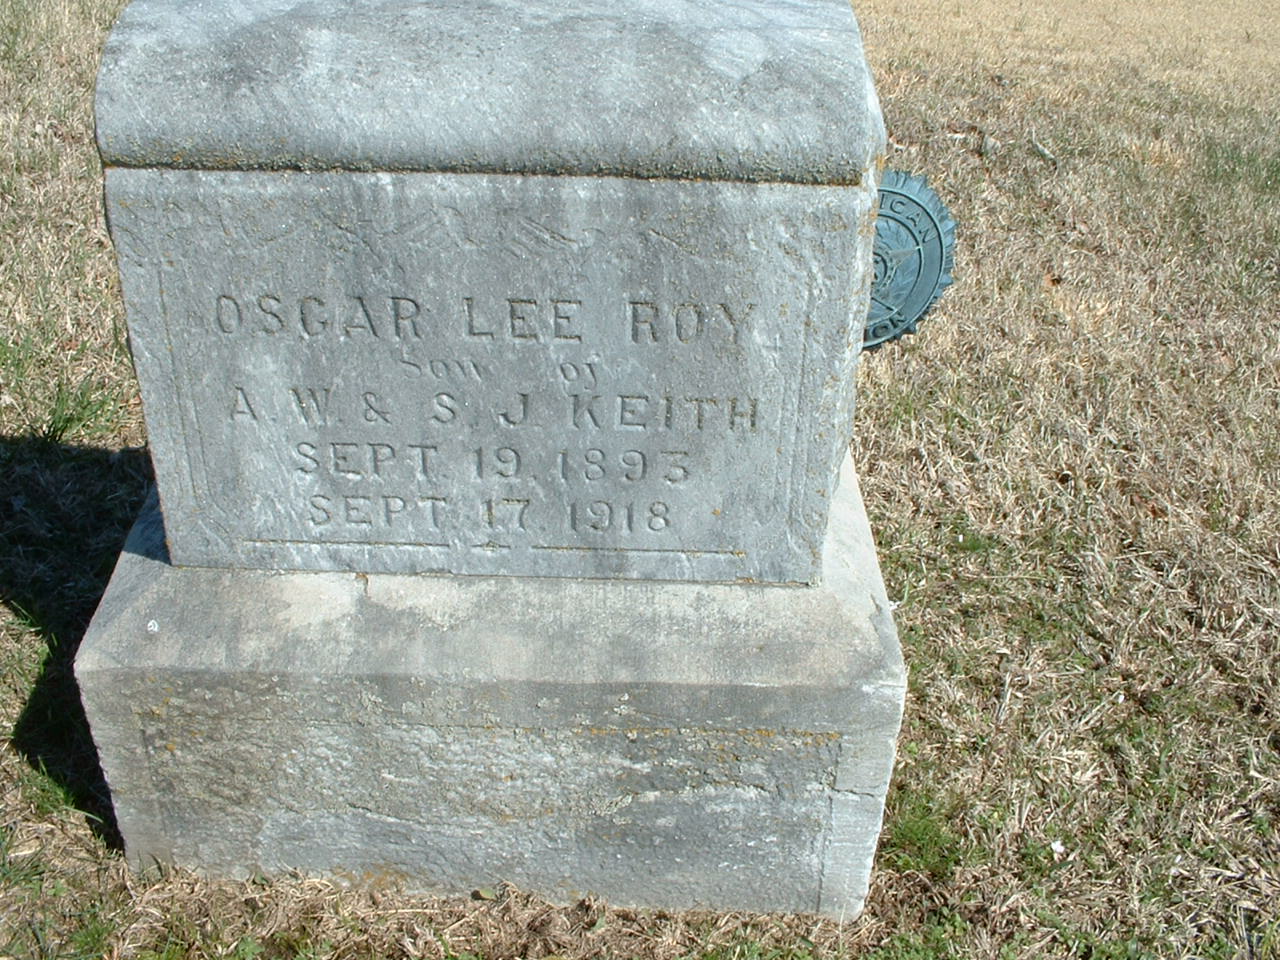 OSCAR LEE ROY
Son of
A. W. & S. J. KEITH
SEPT. 19, 1893
SEPT. 17, 1918